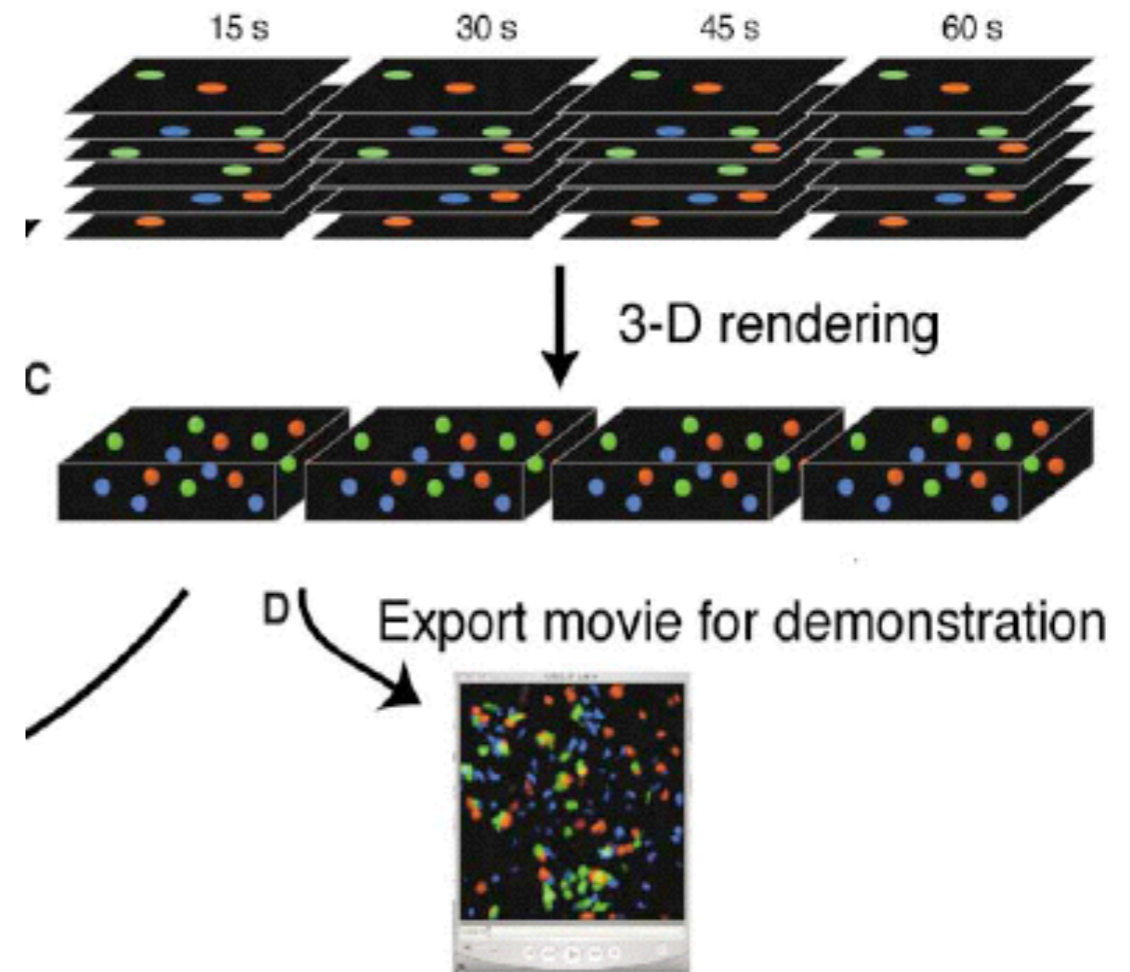 15 s 30 s 45 s 60 s
3-D rendering
C
D
Export movie for demonstration